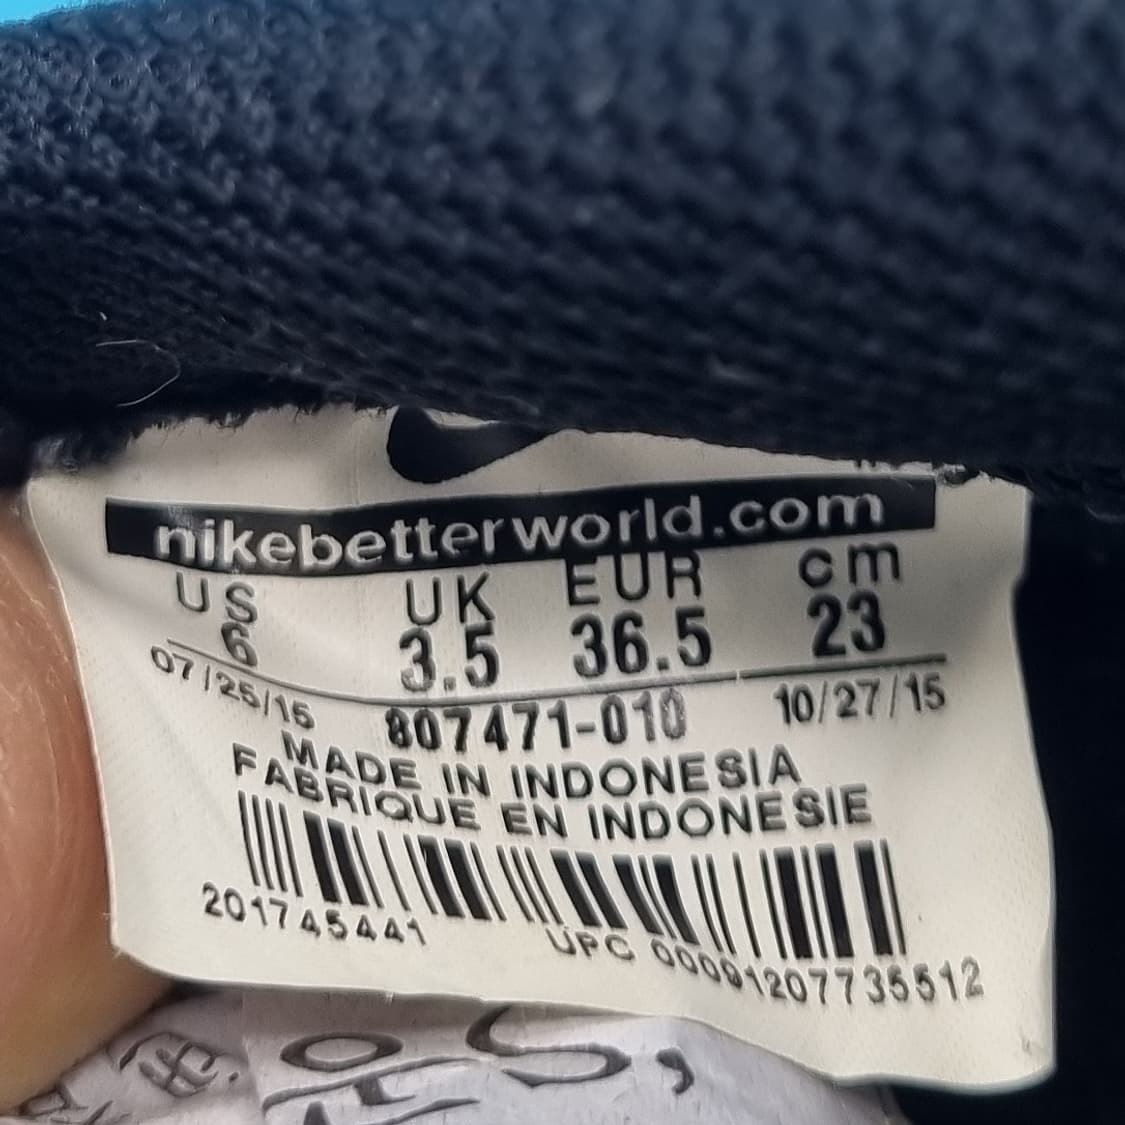 nikebetterworld.com
US UK EUR cm
6 3.5 36.5 23
07/25/15 807471-010 10/27/15
MADE IN INDONESIA
FABRIQUE EN INDONESIE
201745441 UPC 00091207735512